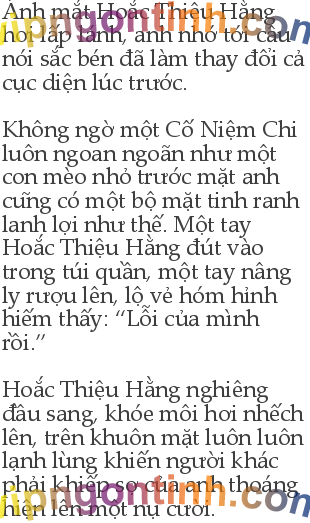 Ánh mắt Hoắc Thiệu Hằng
hơi lấp lánh, anh nhớ tới câu
nói sắc bén đã làm thay đổi cả
cục diện lúc trước.
Không ngờ một Cố Niệm Chi
luôn ngoan ngoãn như một
con mèo nhỏ trước mặt anh
cũng có một bộ mặt tinh ranh
lanh lợi như thế. Một tay
Hoắc Thiệu Hằng đút vào
trong túi quần, một tay nâng
ly rượu lên, lộ vẻ hóm hỉnh
hiếm thấy: “Lỗi của mình
rồi.”
Hoắc Thiệu Hằng nghiêng
đầu sang, khóe môi hơi nhếch
lên, trên khuôn mặt luôn luôn
lạnh lùng khiến người khác
phải khiếp sợ của anh thoáng
hiện lên một nụ cười.